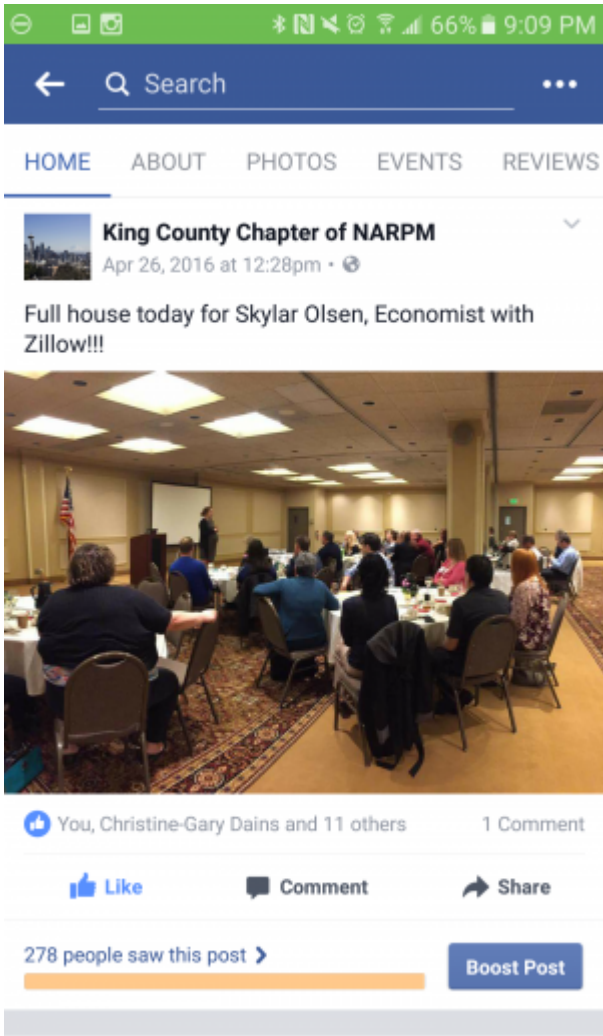 66% 9:09 PM
Search
HOME ABOUT PHOTOS EVENTS REVIEWS
King County Chapter of NARPM
Apr 26, 2016 at 12:28pm •
Full house today for Skylar Olsen, Economist with
Zillow!!!
You, Christine-Gary Dains and 11 others 1 Comment
Like Comment Share
278 people saw this post
Boost Post